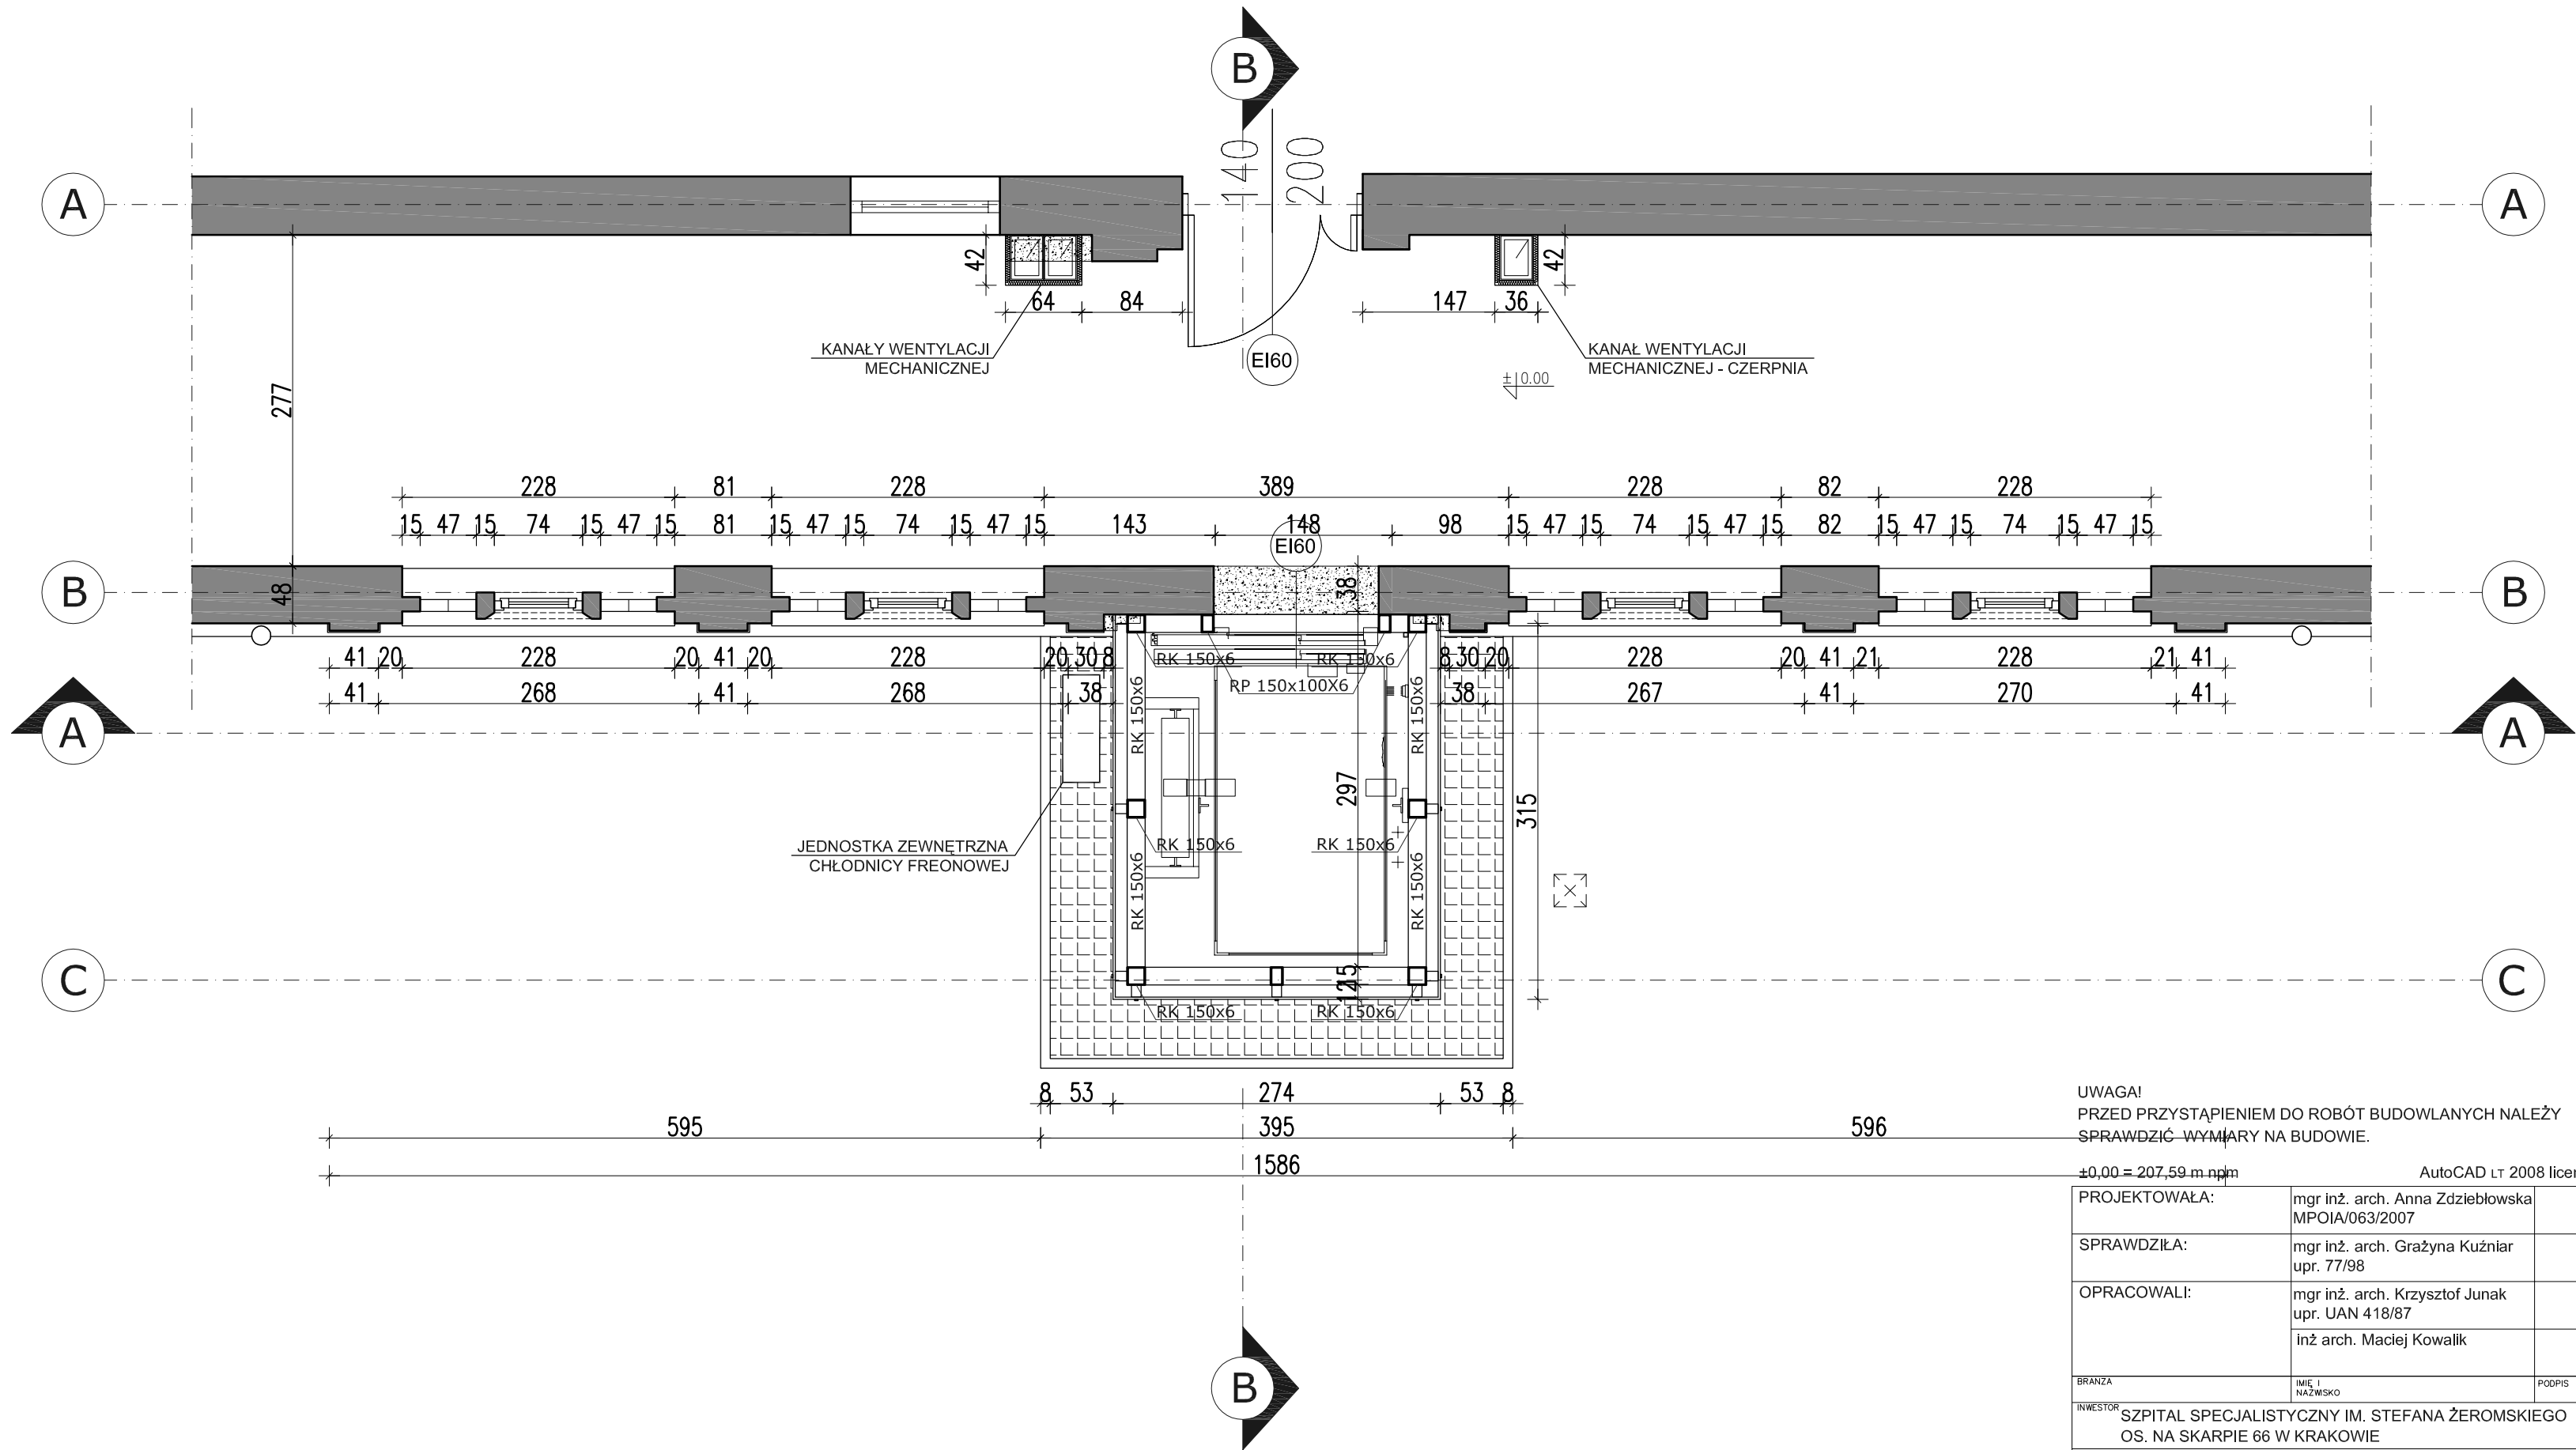 B
140
200
A
A
42
64
84
147
36
42
KANAŁY WENTYLACJI
MECHANICZNEJ
EI60
KANAŁ WENTYLACJI
MECHANICZNEJ - CZERPNIA
±0.00
277
228 81 228 389 228 82 228
15 47 15 74 15 47 15 81 15 47 15 74 15 47 15 143 148 98 15 47 15 74 15 47 15 82 15 47 15 74 15 47 15
EI60
B
48
38
B
41 20 228 20 41 20 228 20 30 8 RK 150x6 RK 150x6 8 30 20 228 20 41 21 228 21 41
RP 150x100X6
41 268 41 268 38 38 267 41 270 41
RK 150x6
RK 150x6
A
A
297
315
JEDNOSTKA ZEWNĘTRZNA
CHŁODNICY FREONOWEJ
RK 150x6
RK 150x6
RK 150x6
RK 150x6
C
15
12
C
RK 150x6
RK 150x6
8 53 274 53 8
595 395 596
1586
B
UWAGA!
PRZED PRZYSTĄPIENIEM DO ROBÓT BUDOWLANYCH NALEŻY
SPRAWDZIĆ WYMIARY NA BUDOWIE.
±0,00 = 207,59 m npm
AutoCAD LT 2008 licen
PROJEKTOWAŁA:
mgr inż. arch. Anna Zdziebłowska
MPOIA/063/2007
SPRAWDZIŁA:
mgr inż. arch. Grażyna Kuźniar
upr. 77/98
OPRACOWALI:
mgr inż. arch. Krzysztof Junak
upr. UAN 418/87
inż arch. Maciej Kowalik
BRANŻA
IMIĘ I
NAZWISKO
PODPIS
INWESTOR
SZPITAL SPECJALISTYCZNY IM. STEFANA ŻEROMSKIEGO
OS. NA SKARPIE 66 W KRAKOWIE